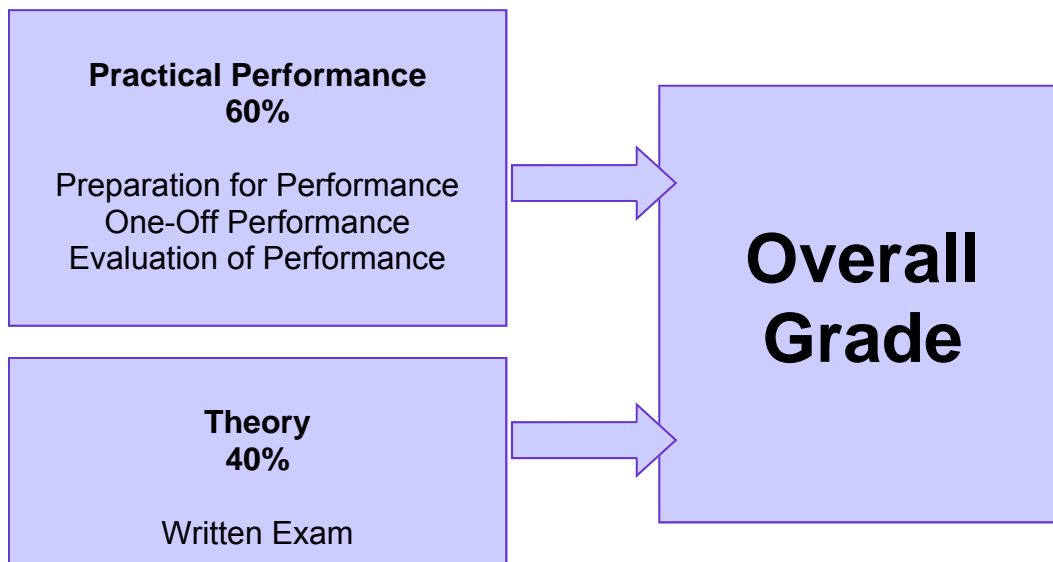 Practical Performance
60%
Preparation for Performance
One-Off Performance
Evaluation of Performance
Theory
40%
Written Exam
Overall
Grade